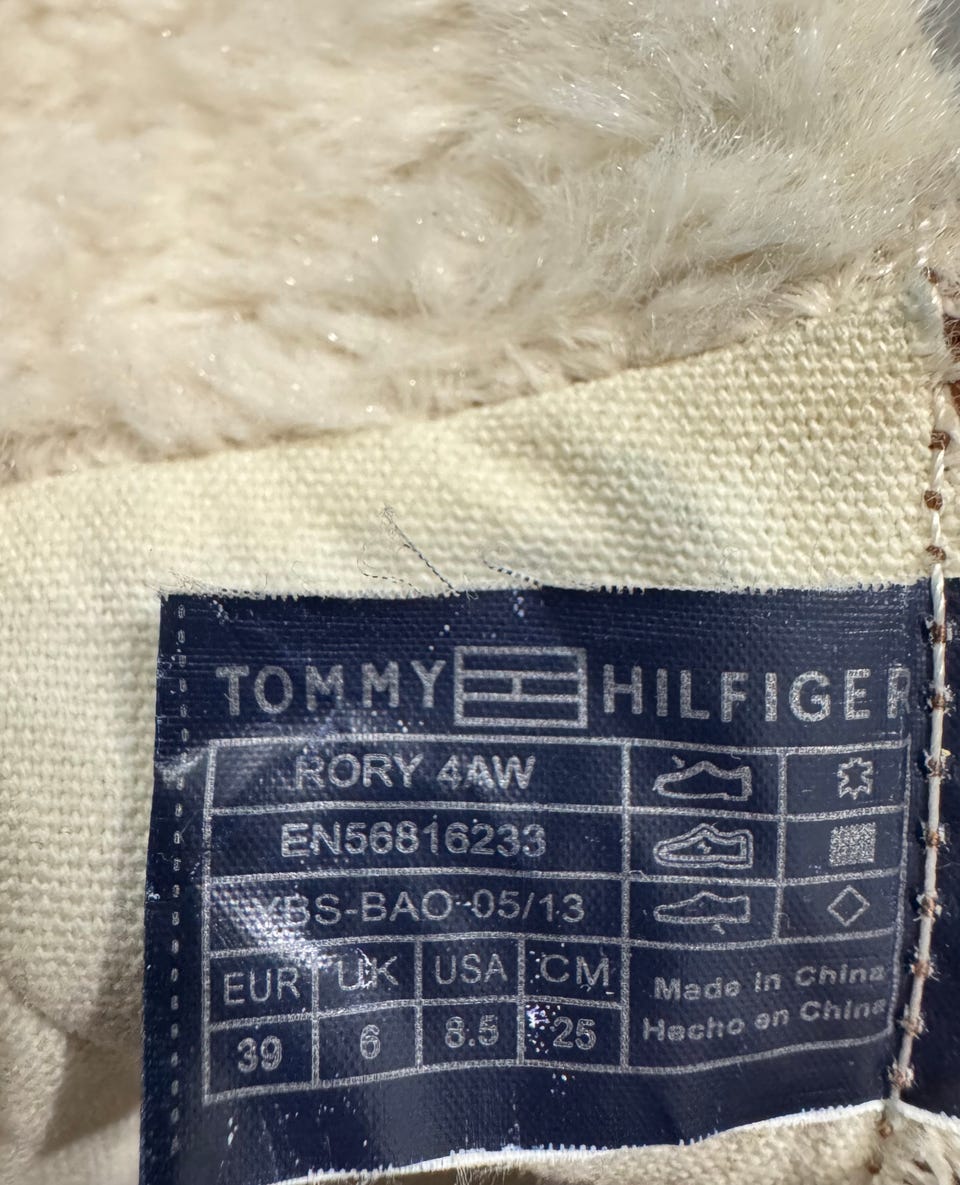 TOMMY HILFIGER
RORY 4AW
EN56816233
YBS-BAO-05/13
EUR UK USA CM
39 6 8.5 25
Made in China
Hecho en China